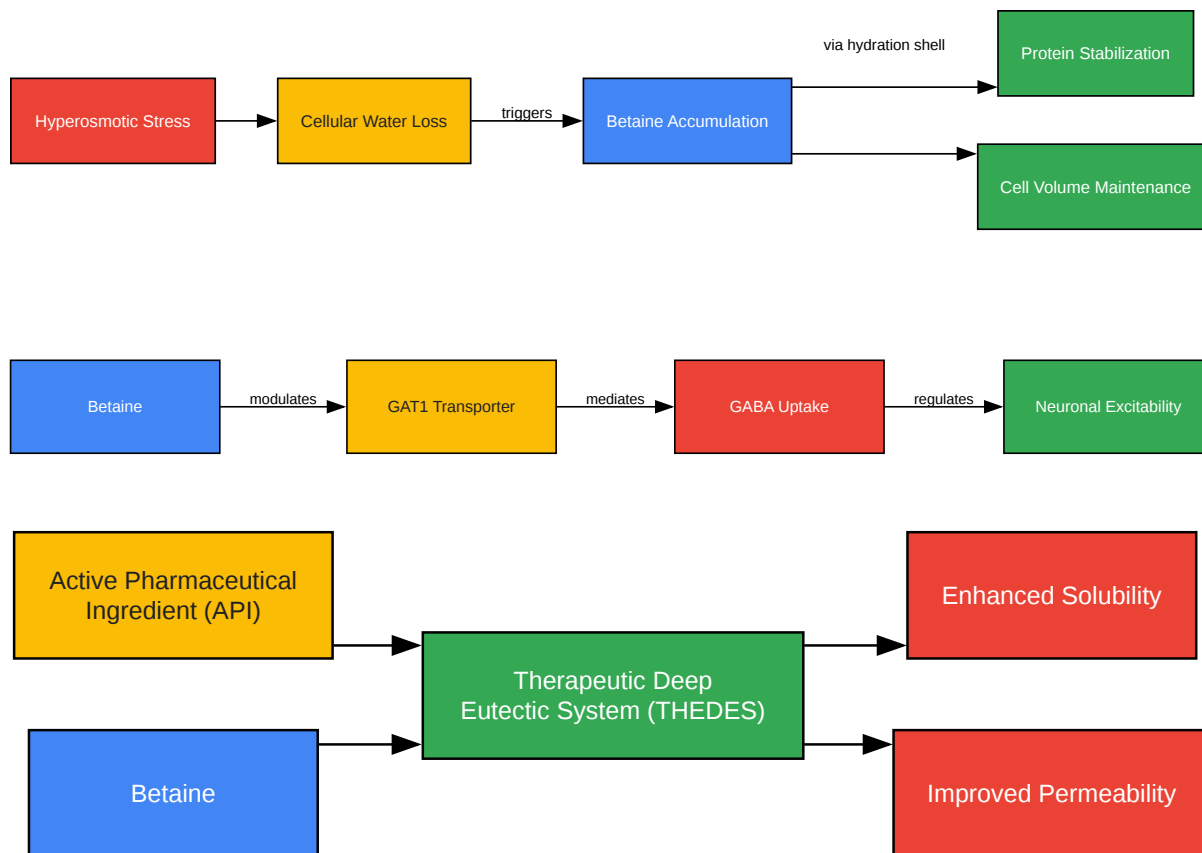 via hydration shell
Protein Stabilization
Hyperosmotic Stress
Cellular Water Loss
triggers
Betaine Accumulation
Cell Volume Maintenance
Betaine
modulates
GAT1 Transporter
mediates
GABA Uptake
regulates
Neuronal Excitability
Active Pharmaceutical
Ingredient (API)
Betaine
Therapeutic Deep
Eutectic System (THEDES)
Enhanced Solubility
Improved Permeability